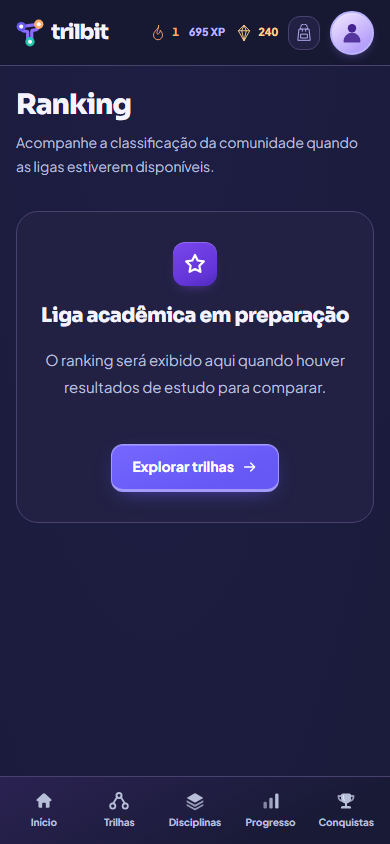 trilbit
1
695 XP
240
Ranking
Acompanhe a classificação da comunidade quando
as ligas estiverem disponíveis.
Liga acadêmica em preparação
O ranking será exibido aqui quando houver
resultados de estudo para comparar.
Explorar trilhas →
Início
Trilhas
Disciplinas
Progresso
Conquistas